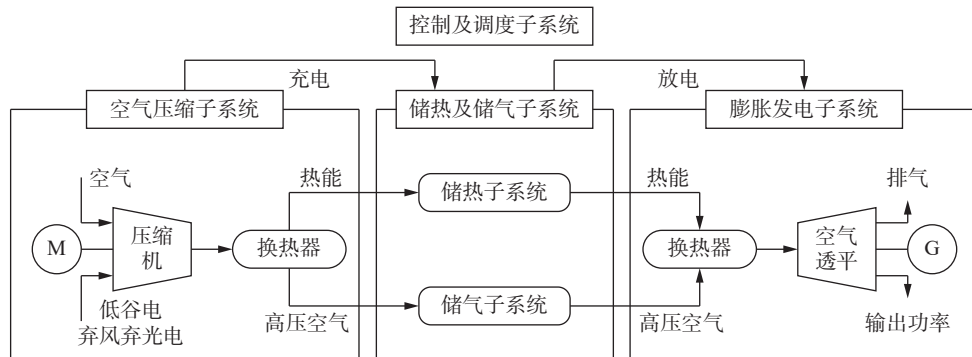 控制及调度子系统
充电
放电
空气压缩子系统
储热及储气子系统
膨胀发电子系统
空气
热能
储热子系统
热能
排气
M
压缩
机
换热器
换热器
空气
透平
G
低谷电
弃风弃光电
高压空气
储气子系统
高压空气
输出功率